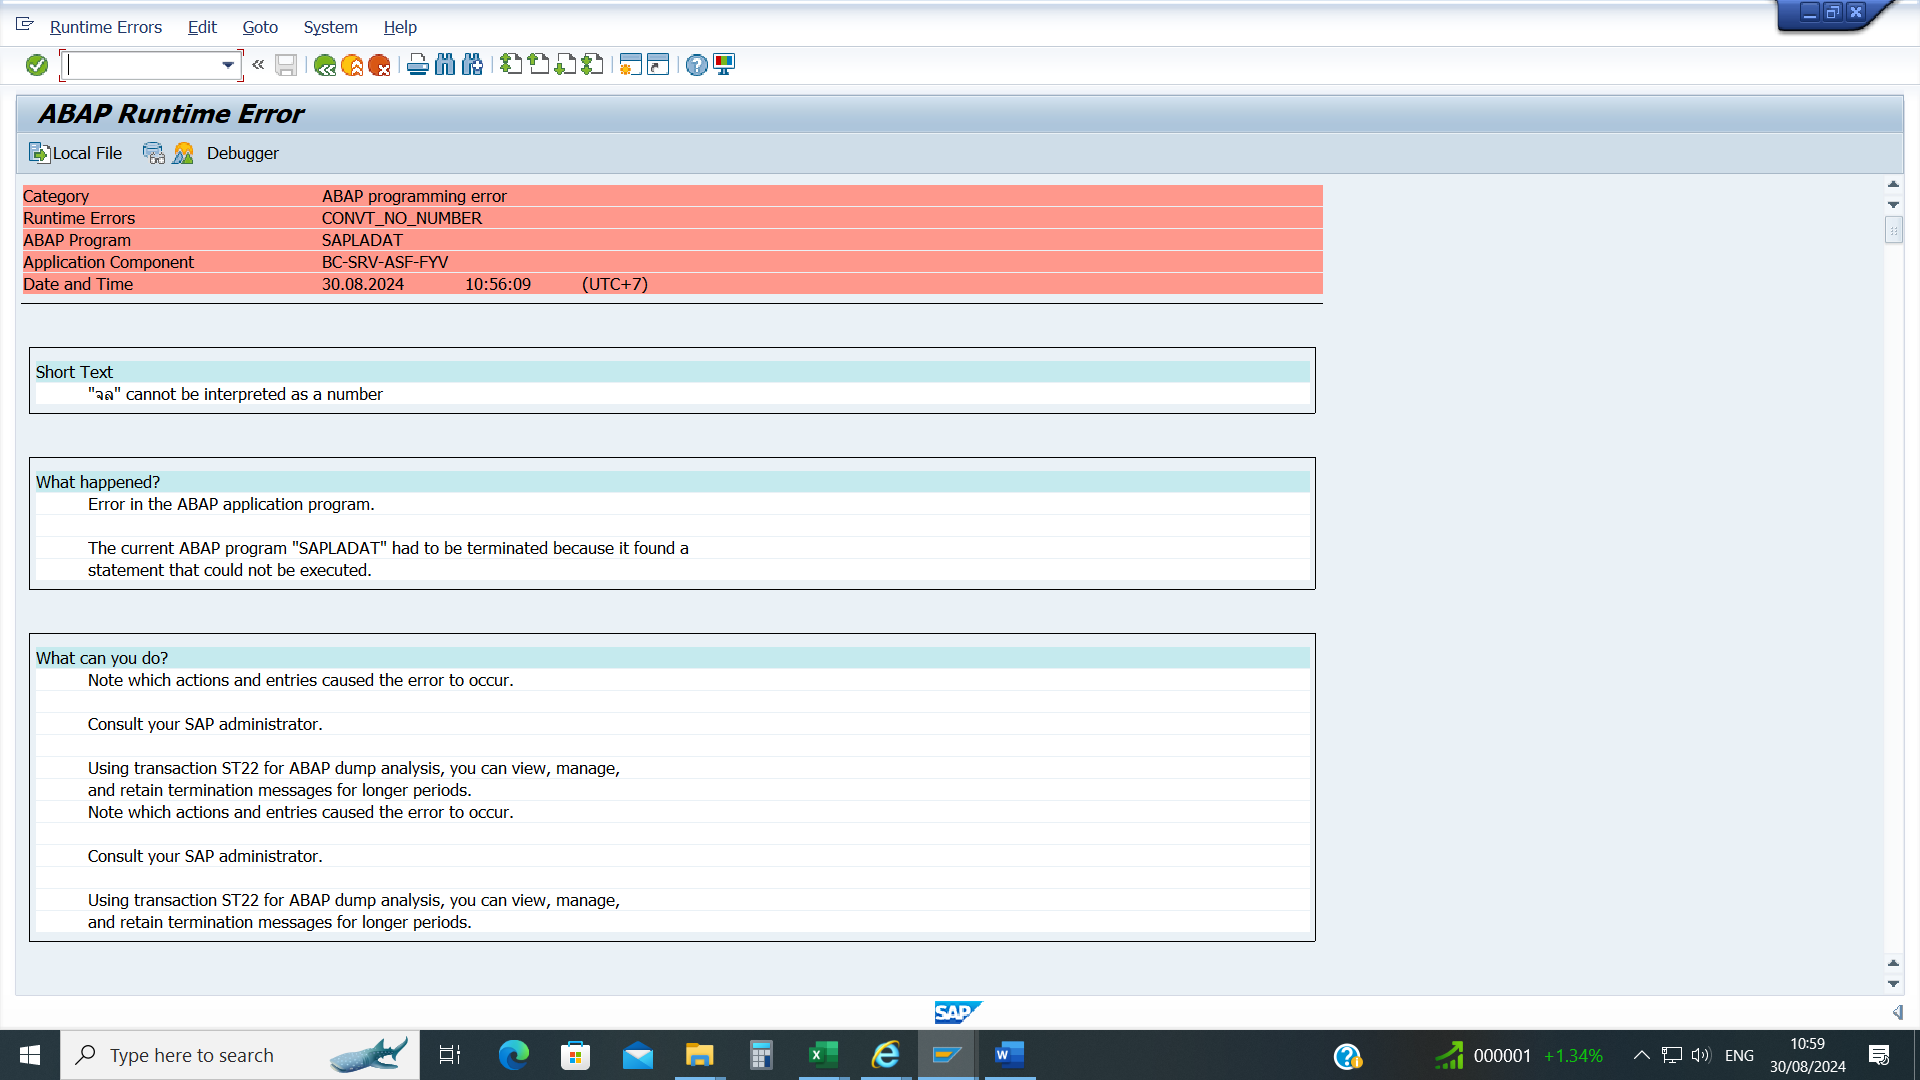 Runtime Errors Edit Goto System Help
ABAP Runtime Error
Local File Debugger
Category ABAP programming error
Runtime Errors CONVT_NO_NUMBER
ABAP Program SAPLADAT
Application Component BC-SRV-ASF-FYV
Date and Time 30.08.2024 10:56:09 (UTC+7)
Short Text
"จล" cannot be interpreted as a number
What happened?
Error in the ABAP application program.
The current ABAP program "SAPLADAT" had to be terminated because it found a
statement that could not be executed.
What can you do?
Note which actions and entries caused the error to occur.
Consult your SAP administrator.
Using transaction ST22 for ABAP dump analysis, you can view, manage,
and retain termination messages for longer periods.
Note which actions and entries caused the error to occur.
Consult your SAP administrator.
Using transaction ST22 for ABAP dump analysis, you can view, manage,
and retain termination messages for longer periods.
SAP
Type here to search
000001 +1.34%
ENG
10:59
30/08/2024